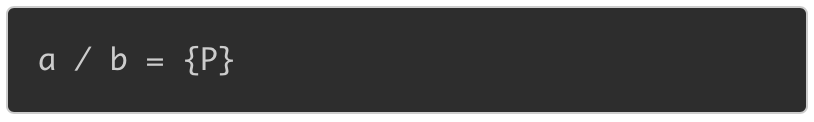 a / b = {P}